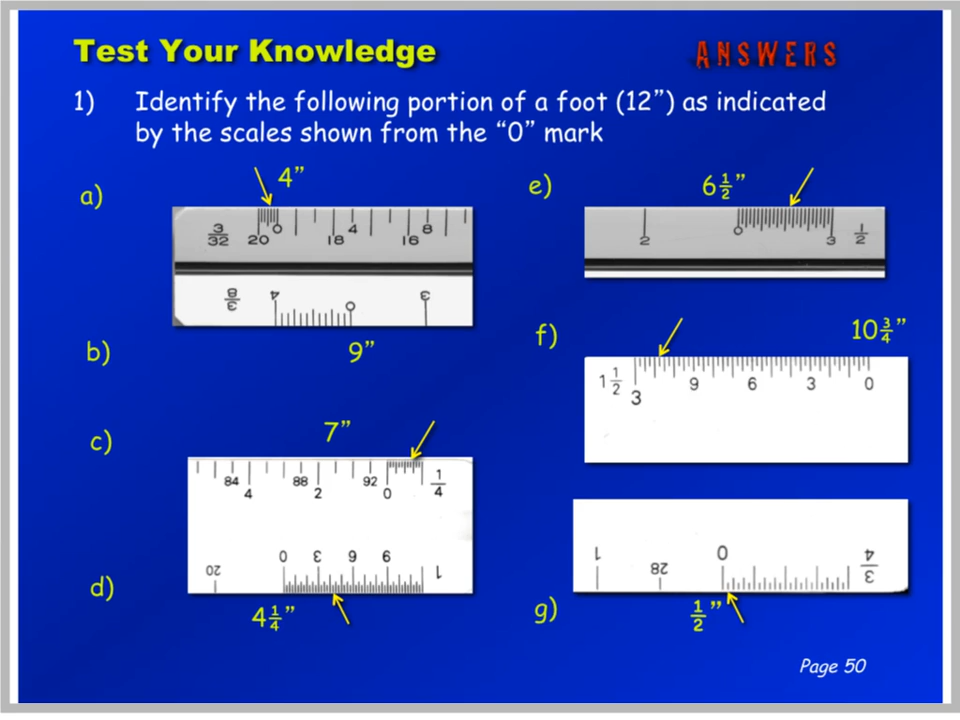 Test Your Knowledge
ANSWERS
1) Identify the following portion of a foot (12”) as indicated
by the scales shown from the “0” mark
a) 4”
3/32 20 0 18 4 16 8
3/8 4 0 3
b) 9”
c) 7”
84 4 88 2 92 0 1/4
20 0 3 6 9 1
d) 4 1/4”
e) 6 1/2”
2 0 3 1/2
f) 10 3/4”
1 1/2 3 9 6 3 0
1 28 0 3/4
g) 1/2”
Page 50